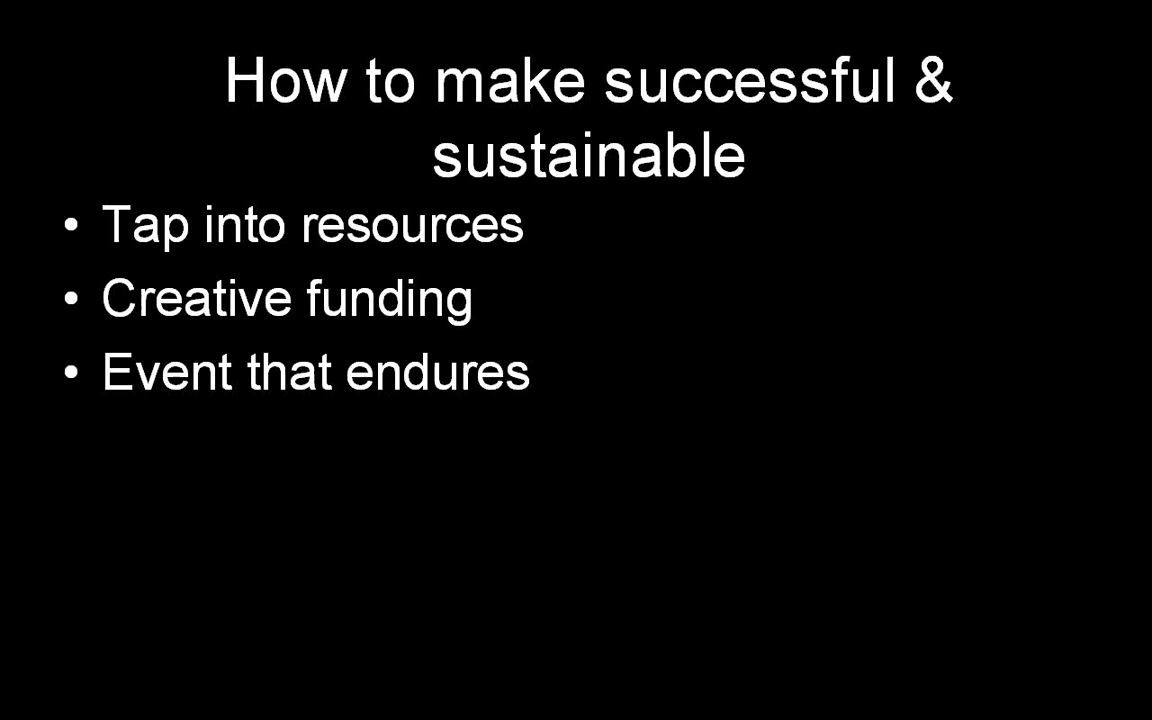 How to make successful &
sustainable
• Tap into resources
• Creative funding
• Event that endures